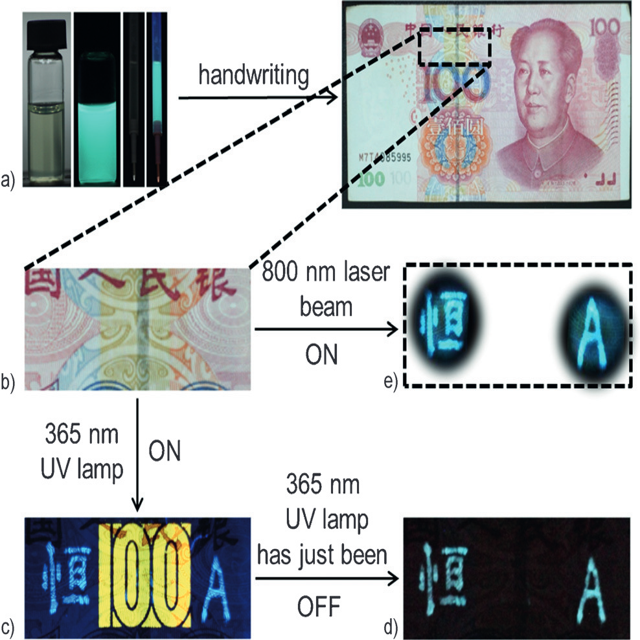 handwriting
中国人民银行
100
100
壹佰圆
100 100
a)
国人民银
b)
800 nm laser
beam
ON
恒 A
e)
365 nm
UV lamp
ON
恒 100 A
c)
365 nm
UV lamp
has just been
OFF
恒 A
d)